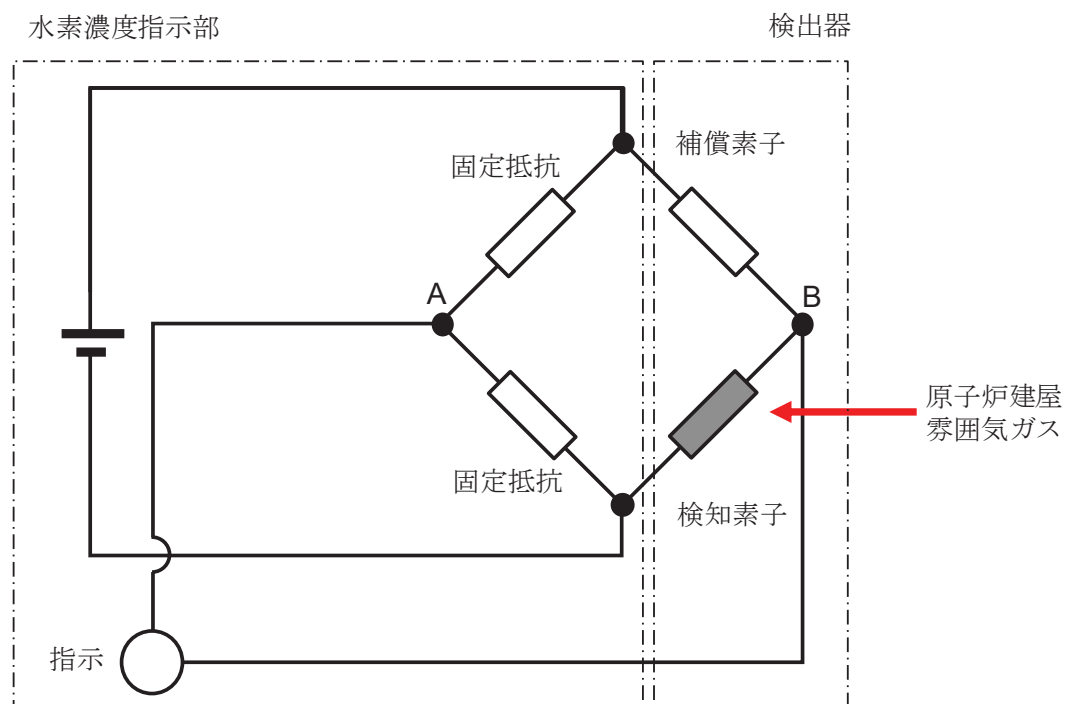 水素濃度指示部
検出器
補償素子
固定抵抗
A
B
原子炉建屋
雰囲気ガス
固定抵抗
検知素子
指示